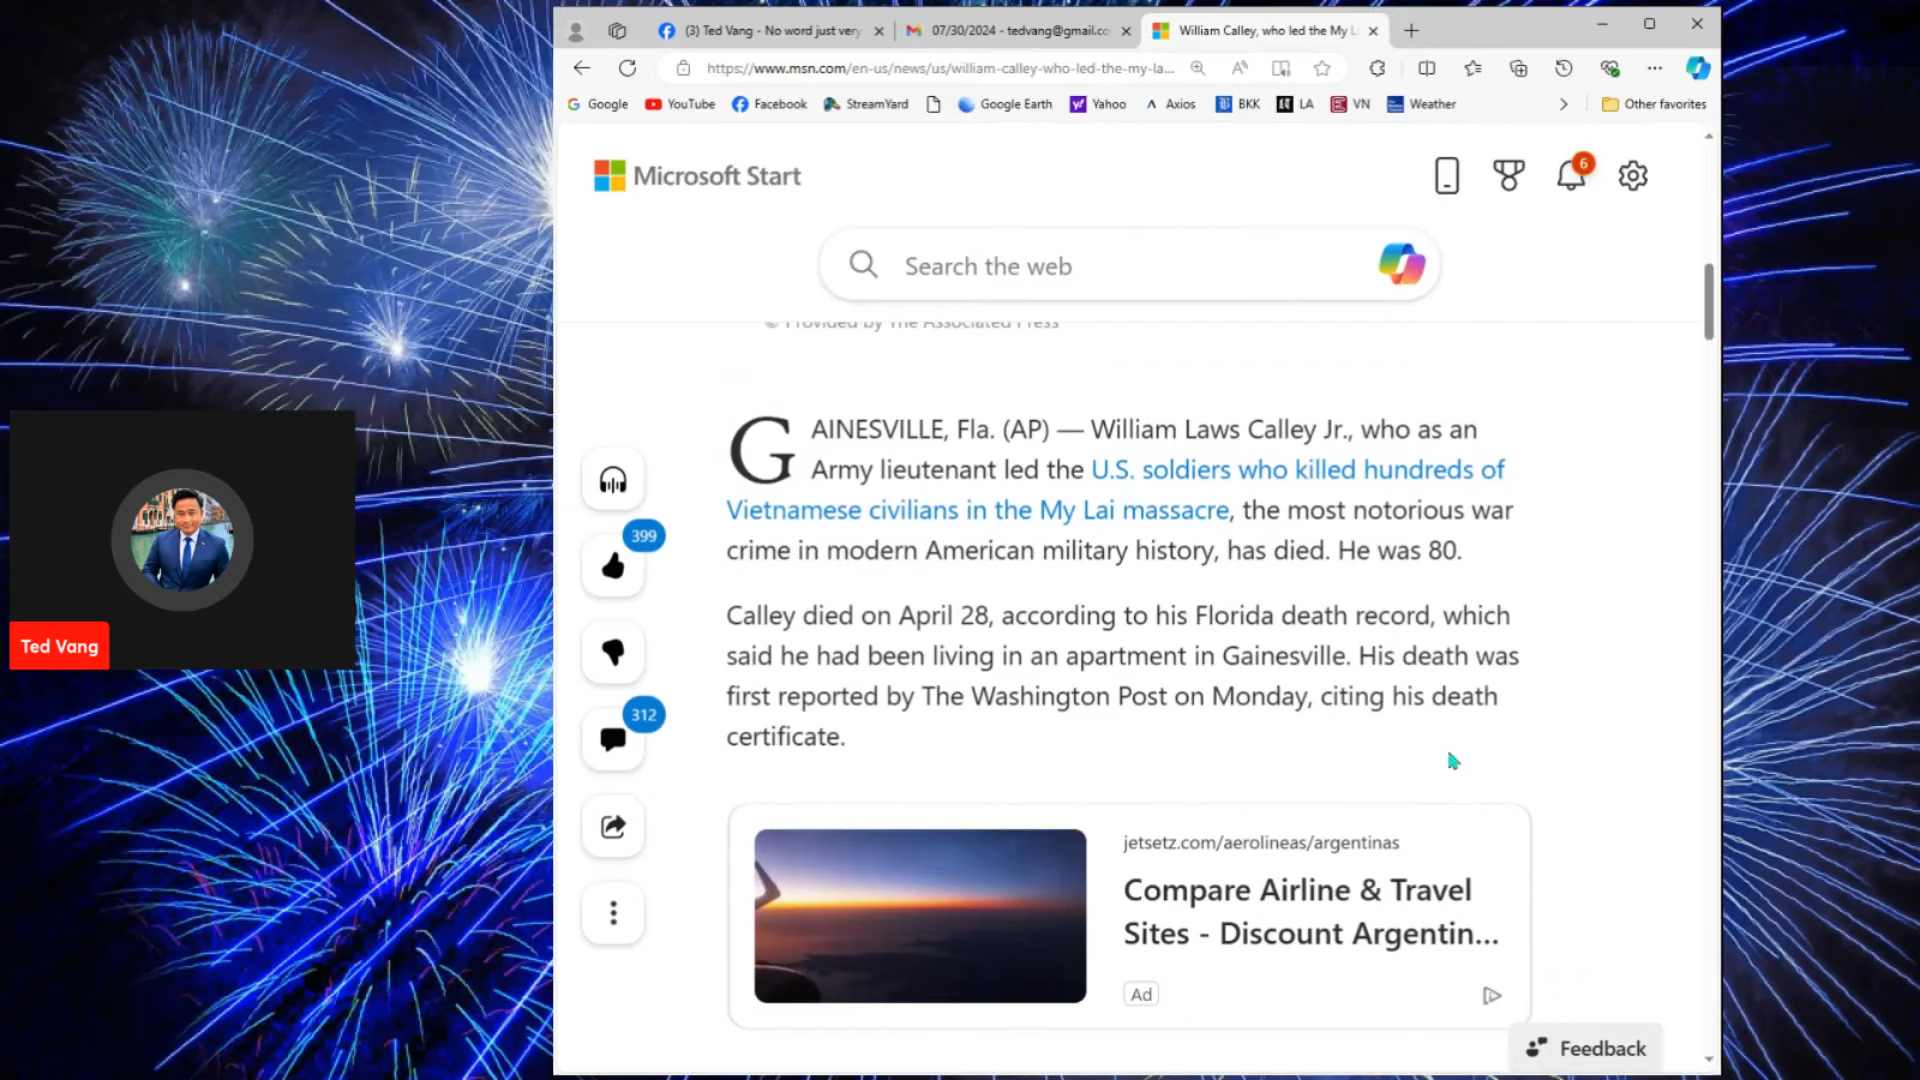 (3) Ted Vang - No word just very
07/30/2024 - tedvang@gmail.co
William Calley, who led the My L
https://www.msn.com/en-us/news/us/william-calley-who-led-the-my-la...
Google
YouTube
Facebook
StreamYard
Google Earth
Yahoo
Axios
BKK
LA
VN
Weather
Other favorites
Microsoft Start
6
Search the web
© Provided by The Associated Press
GAINESVILLE, Fla. (AP) — William Laws Calley Jr., who as an
Army lieutenant led the U.S. soldiers who killed hundreds of
Vietnamese civilians in the My Lai massacre, the most notorious war
crime in modern American military history, has died. He was 80.
Calley died on April 28, according to his Florida death record, which
said he had been living in an apartment in Gainesville. His death was
first reported by The Washington Post on Monday, citing his death
certificate.
399
312
jetsetz.com/aerolineas/argentinas
Compare Airline & Travel
Sites - Discount Argentin...
Ad
Feedback
Ted Vang